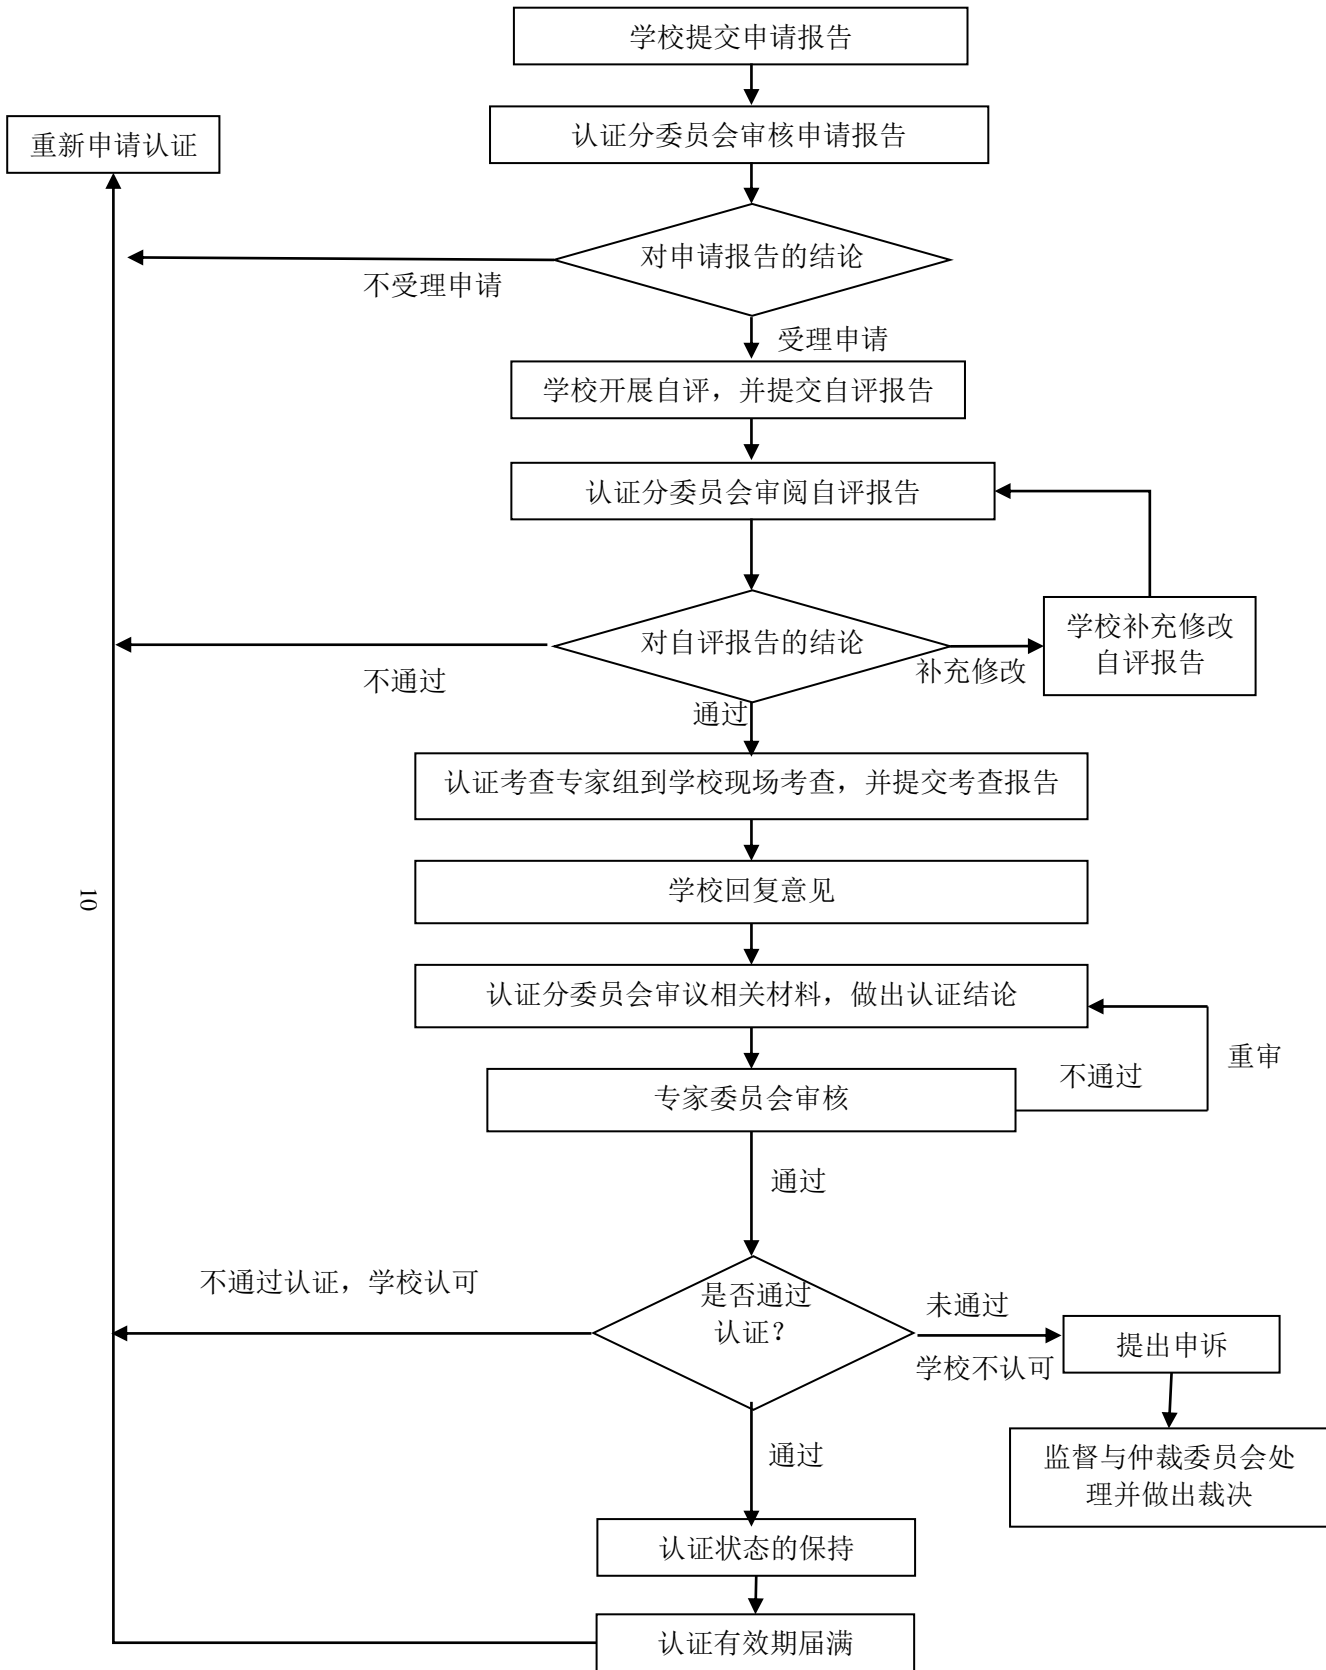 学校提交申请报告
认证分委员会审核申请报告
重新申请认证
对申请报告的结论
不受理申请
受理申请
学校开展自评，并提交自评报告
认证分委员会审阅自评报告
对自评报告的结论
学校补充修改
自评报告
不通过
补充修改
通过
认证考查专家组到学校现场考查，并提交考查报告
10
学校回复意见
认证分委员会审议相关材料，做出认证结论
重审
不通过
专家委员会审核
通过
不通过认证，学校认可
是否通过
认证？
未通过
学校不认可
提出申诉
通过
监督与仲裁委员会处
理并做出裁决
认证状态的保持
认证有效期届满